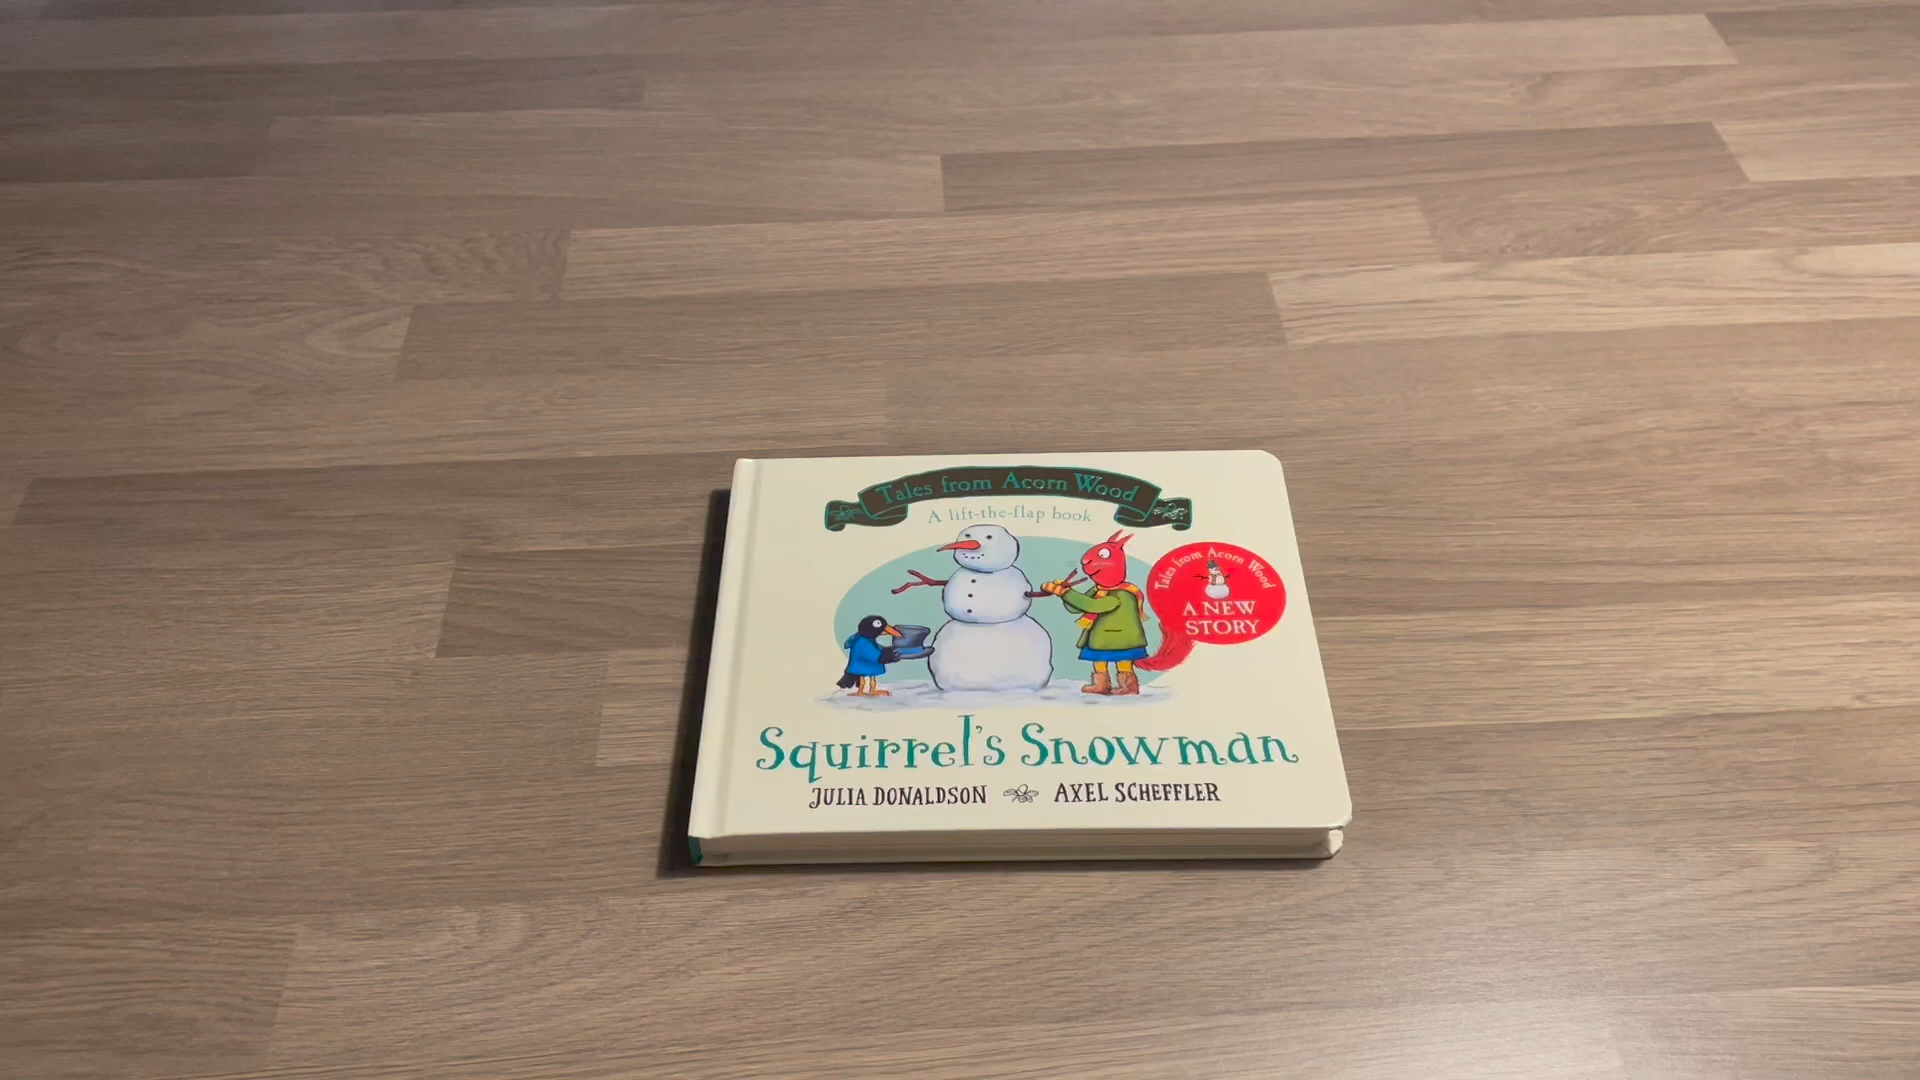 Tales from Acorn Wood
A lift-the-flap book
Tales from Acorn Wood
A NEW
STORY
Squirrel's Snowman
JULIA DONALDSON AXEL SCHEFFLER